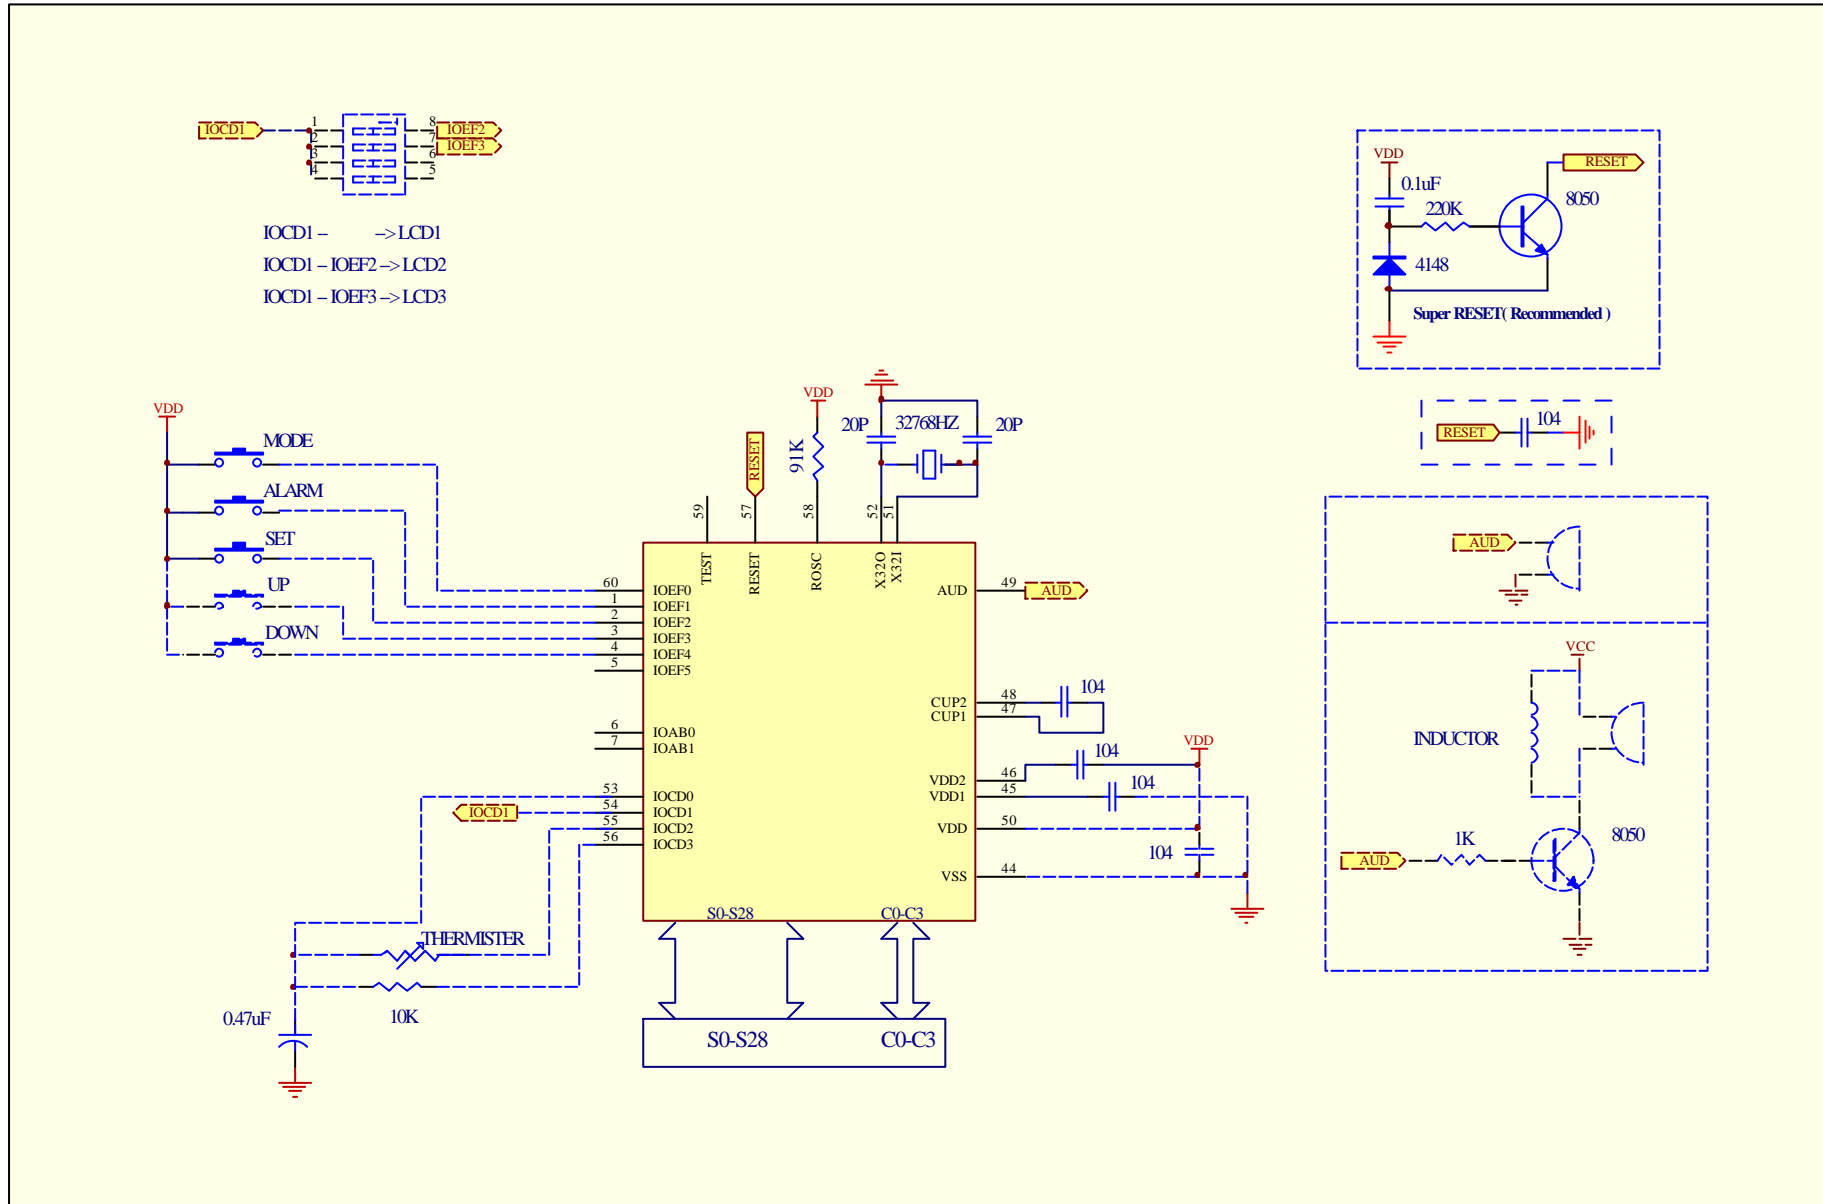 IOCD1
1
2
3
4
8
7
6
5
IOEF2
IOEF3
IOCD1 – –> LCD1
IOCD1 – IOEF2 –> LCD2
IOCD1 – IOEF3 –> LCD3
VDD
0.1uF
220K
8050
RESET
4148
Super RESET( Recommended )
RESET
104
VDD
MODE
ALARM
SET
UP
DOWN
VDD
91K
RESET
20P
32768HZ
20P
59
57
58
52
51
TEST
RESET
ROSC
X32O
X32I
60
IOEF0
1
IOEF1
2
IOEF2
3
IOEF3
4
IOEF4
5
IOEF5
6
IOAB0
7
IOAB1
53
IOCD0
54
IOCD1
55
IOCD2
56
IOCD3
IOCD1
AUD
49
AUD
CUP2
48
CUP1
47
104
VDD2
46
104
VDD
VDD1
45
104
VDD
50
104
VSS
44
S0-S28
C0-C3
S0-S28
C0-C3
THERMISTER
10K
0.47uF
AUD
VCC
INDUCTOR
8050
1K
AUD